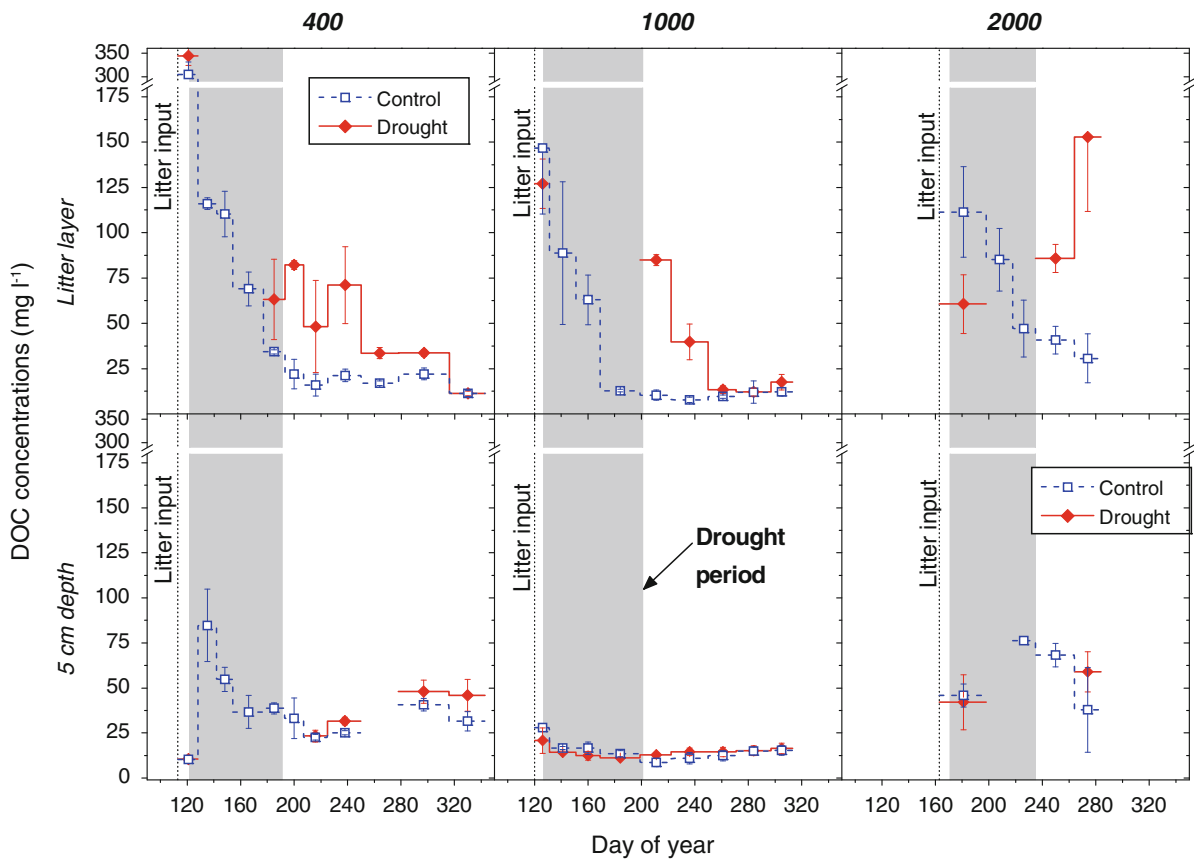 400 1000 2000
350
300
175
150
125
100
75
50
25
Litter input
Control
Drought
Litter input
Litter input
Litter layer
DOC concentrations (mg l-1)
350
300
175
150
125
100
75
50
25
0
Litter input
Litter input
Drought
period
Litter input
Control
Drought
5 cm depth
120 160 200 240 280 320 120 160 200 240 280 320 120 160 200 240 280 320
Day of year